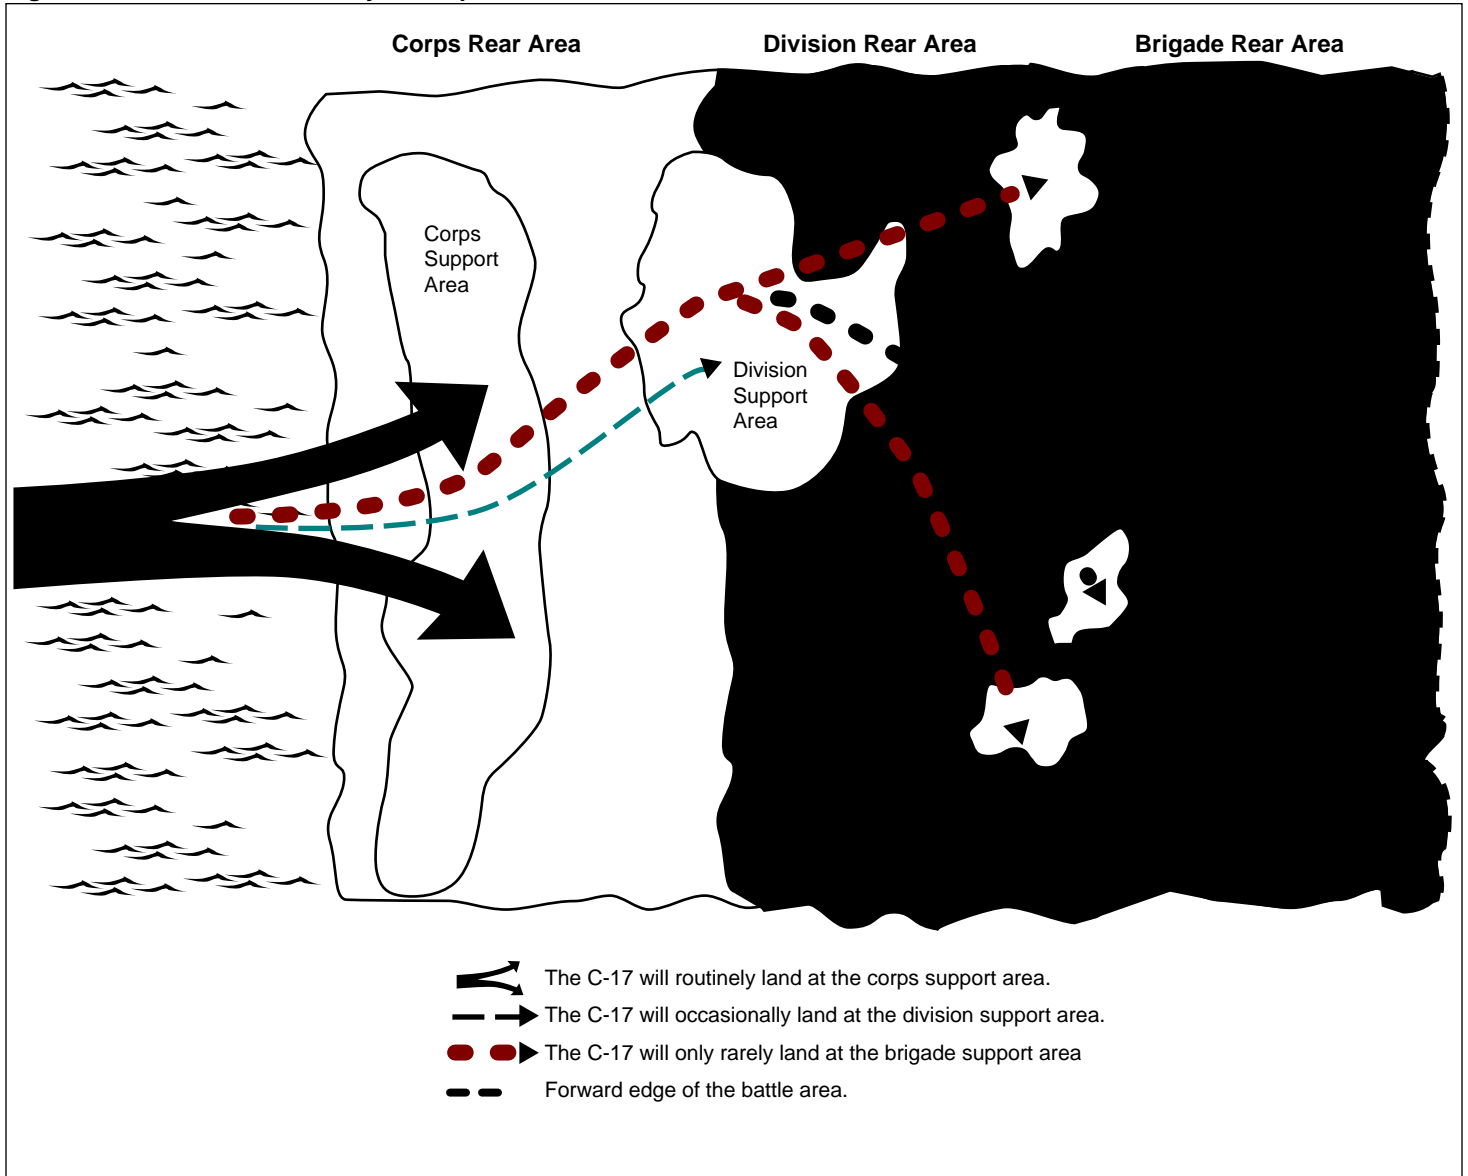 Corps Rear Area
Division Rear Area
Brigade Rear Area
Corps
Support
Area
Division
Support
Area
The C-17 will routinely land at the corps support area.
The C-17 will occasionally land at the division support area.
The C-17 will only rarely land at the brigade support area
Forward edge of the battle area.